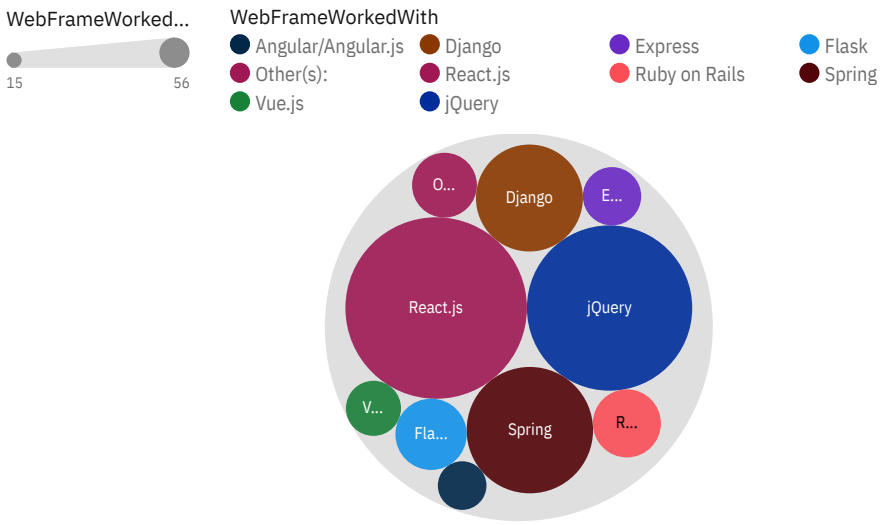 WebFrameWorked...
15
56
WebFrameWorkedWith
Angular/Angular.js
Django
Express
Flask
Other(s):
React.js
Ruby on Rails
Spring
Vue.js
jQuery
O...
Django
E...
React.js
jQuery
V...
Fla...
Spring
R...